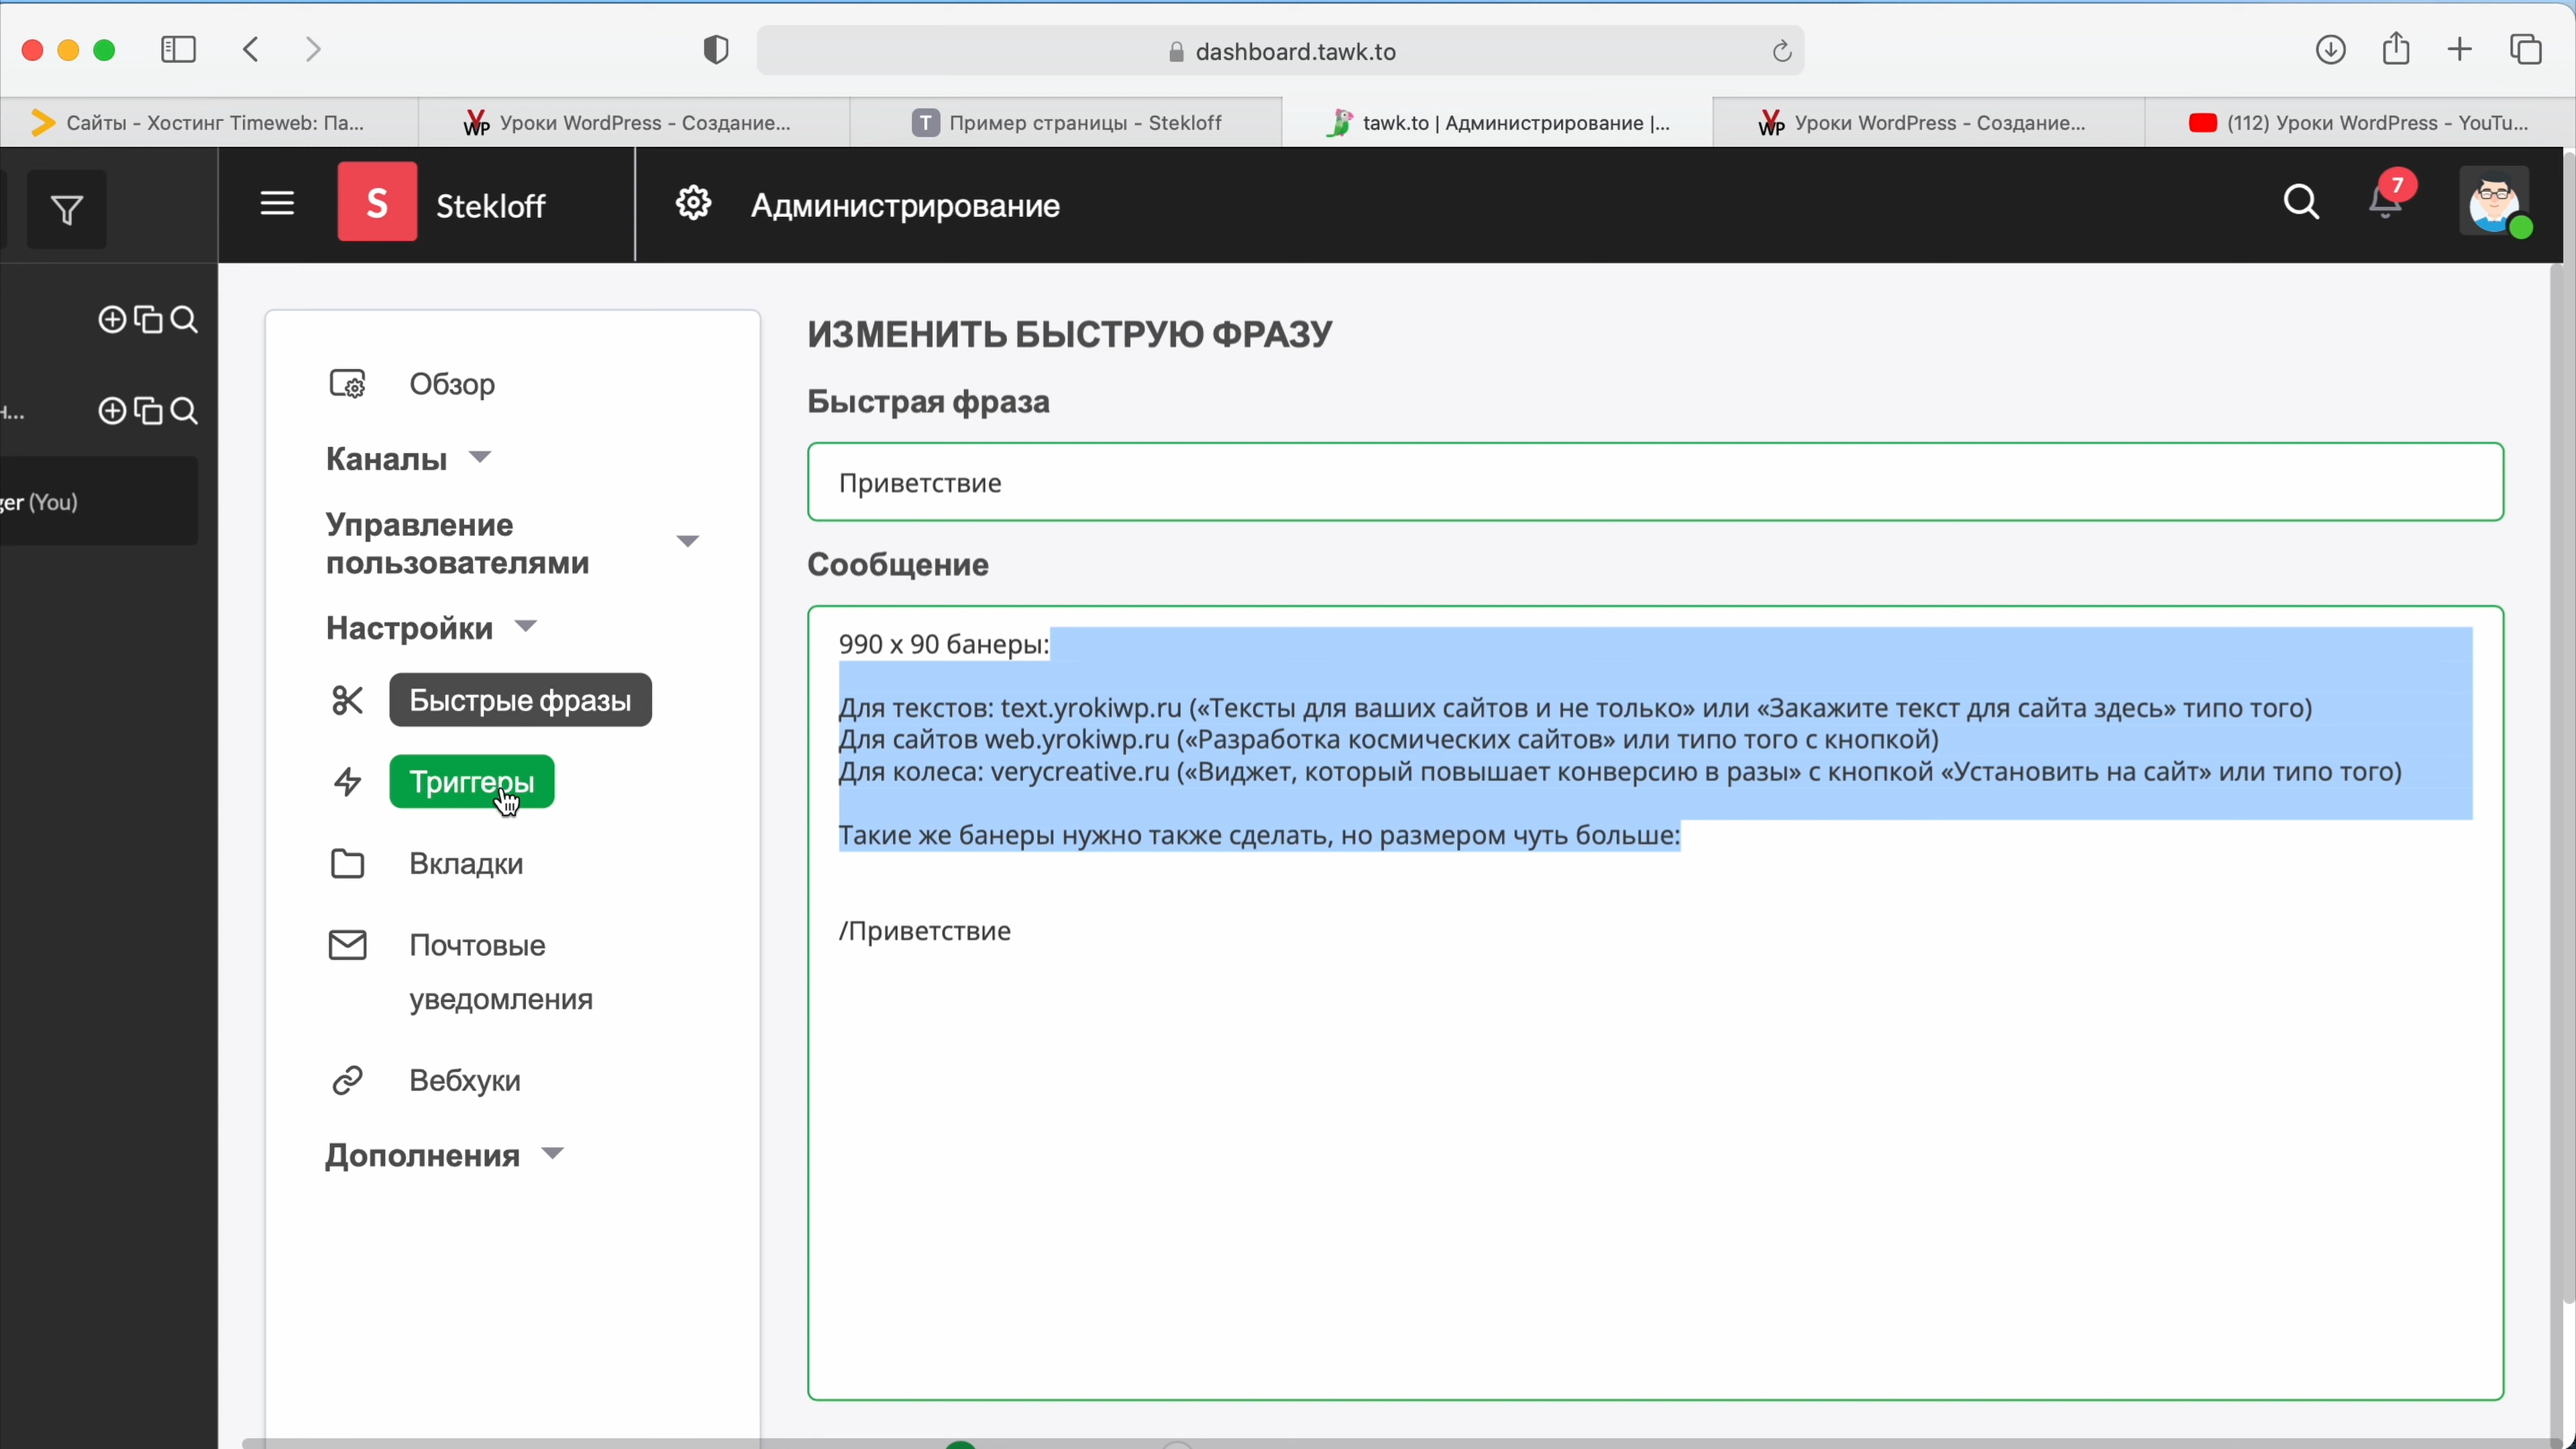 dashboard.tawk.to
Сайты - Хостинг Timeweb: Па...
Уроки WordPress - Создание...
Пример страницы - Stekloff
tawk.to | Администрирование |...
Уроки WordPress - Создание...
(112) Уроки WordPress - YouTu...
S
Stekloff
Администрирование
7
н...
ger (You)
Обзор
Каналы
Управление
пользователями
Настройки
Быстрые фразы
Триггеры
Вкладки
Почтовые
уведомления
Вебхуки
Дополнения
ИЗМЕНИТЬ БЫСТРУЮ ФРАЗУ
Быстрая фраза
Приветствие
Сообщение
990 x 90 банеры:
Для текстов: text.yrokiwp.ru («Тексты для ваших сайтов и не только» или «Закажите текст для сайта здесь» типо того)
Для сайтов web.yrokiwp.ru («Разработка космических сайтов» или типо того с кнопкой)
Для колеса: verycreative.ru («Виджет, который повышает конверсию в разы» с кнопкой «Установить на сайт» или типо того)
Такие же банеры нужно также сделать, но размером чуть больше:
/Приветствие